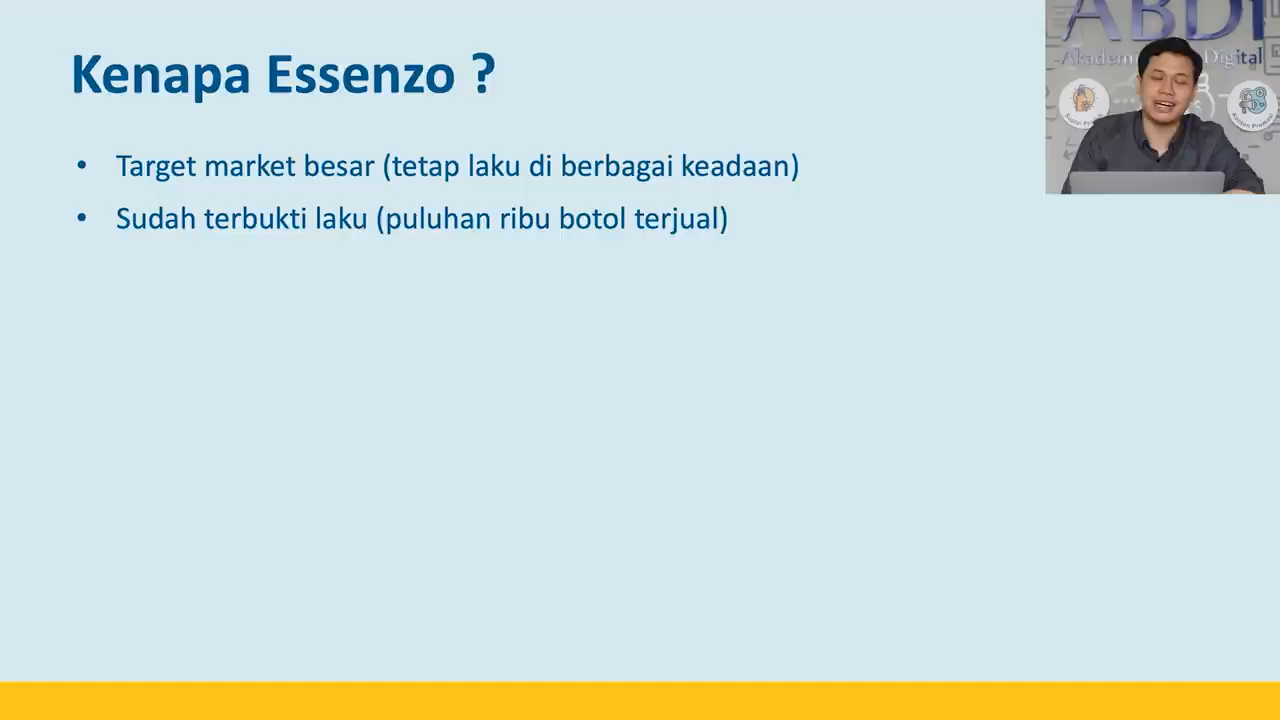 Kenapa Essenzo ?
• Target market besar (tetap laku di berbagai keadaan)
• Sudah terbukti laku (puluhan ribu botol terjual)
ABDI
Digital